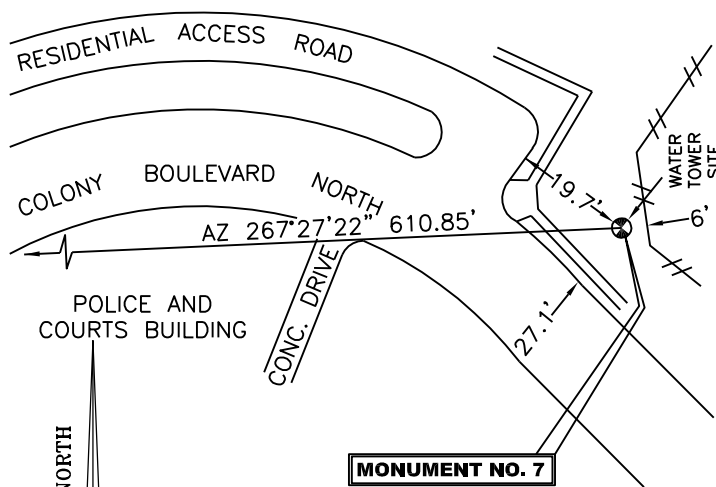 RESIDENTIAL ACCESS ROAD
COLONY BOULEVARD NORTH
19.7'
WATER
TOWER
SITE
6'
AZ 267°27'22" 610.85'
POLICE AND
COURTS BUILDING
CONC. DRIVE
27.1'
NORTH
MONUMENT NO. 7